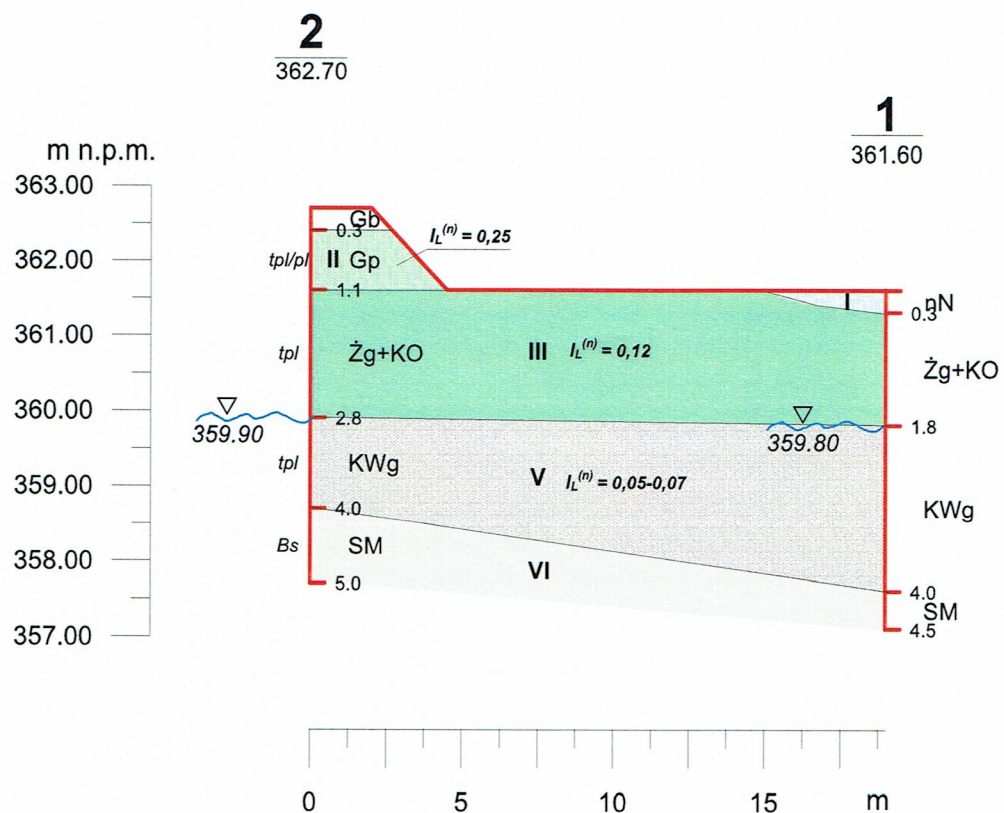 2
362.70
1
361.60
m n.p.m.
363.00
362.00
361.00
360.00
359.00
358.00
357.00
Gb
0.3
I_L^(n) = 0,25
tpl/pl
II Gp
1.1
I
nN
0.3
tpl
Żg+KO
III I_L^(n) = 0,12
Żg+KO
2.8
359.90
359.80
1.8
tpl
KWg
V I_L^(n) = 0,05-0,07
KWg
4.0
Bs
SM
VI
5.0
4.0
SM
4.5
0 5 10 15 m